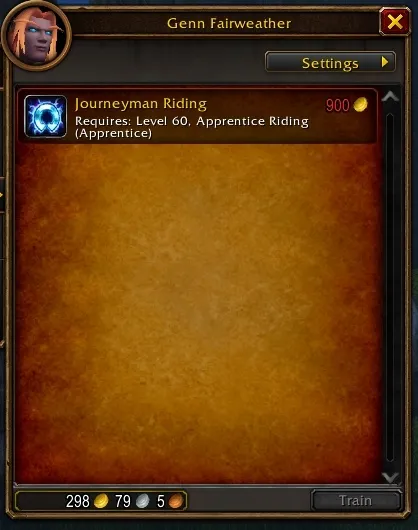 Genn Fairweather
Settings
Journeyman Riding 900
Requires: Level 60, Apprentice Riding
(Apprentice)
298 79 5 Train